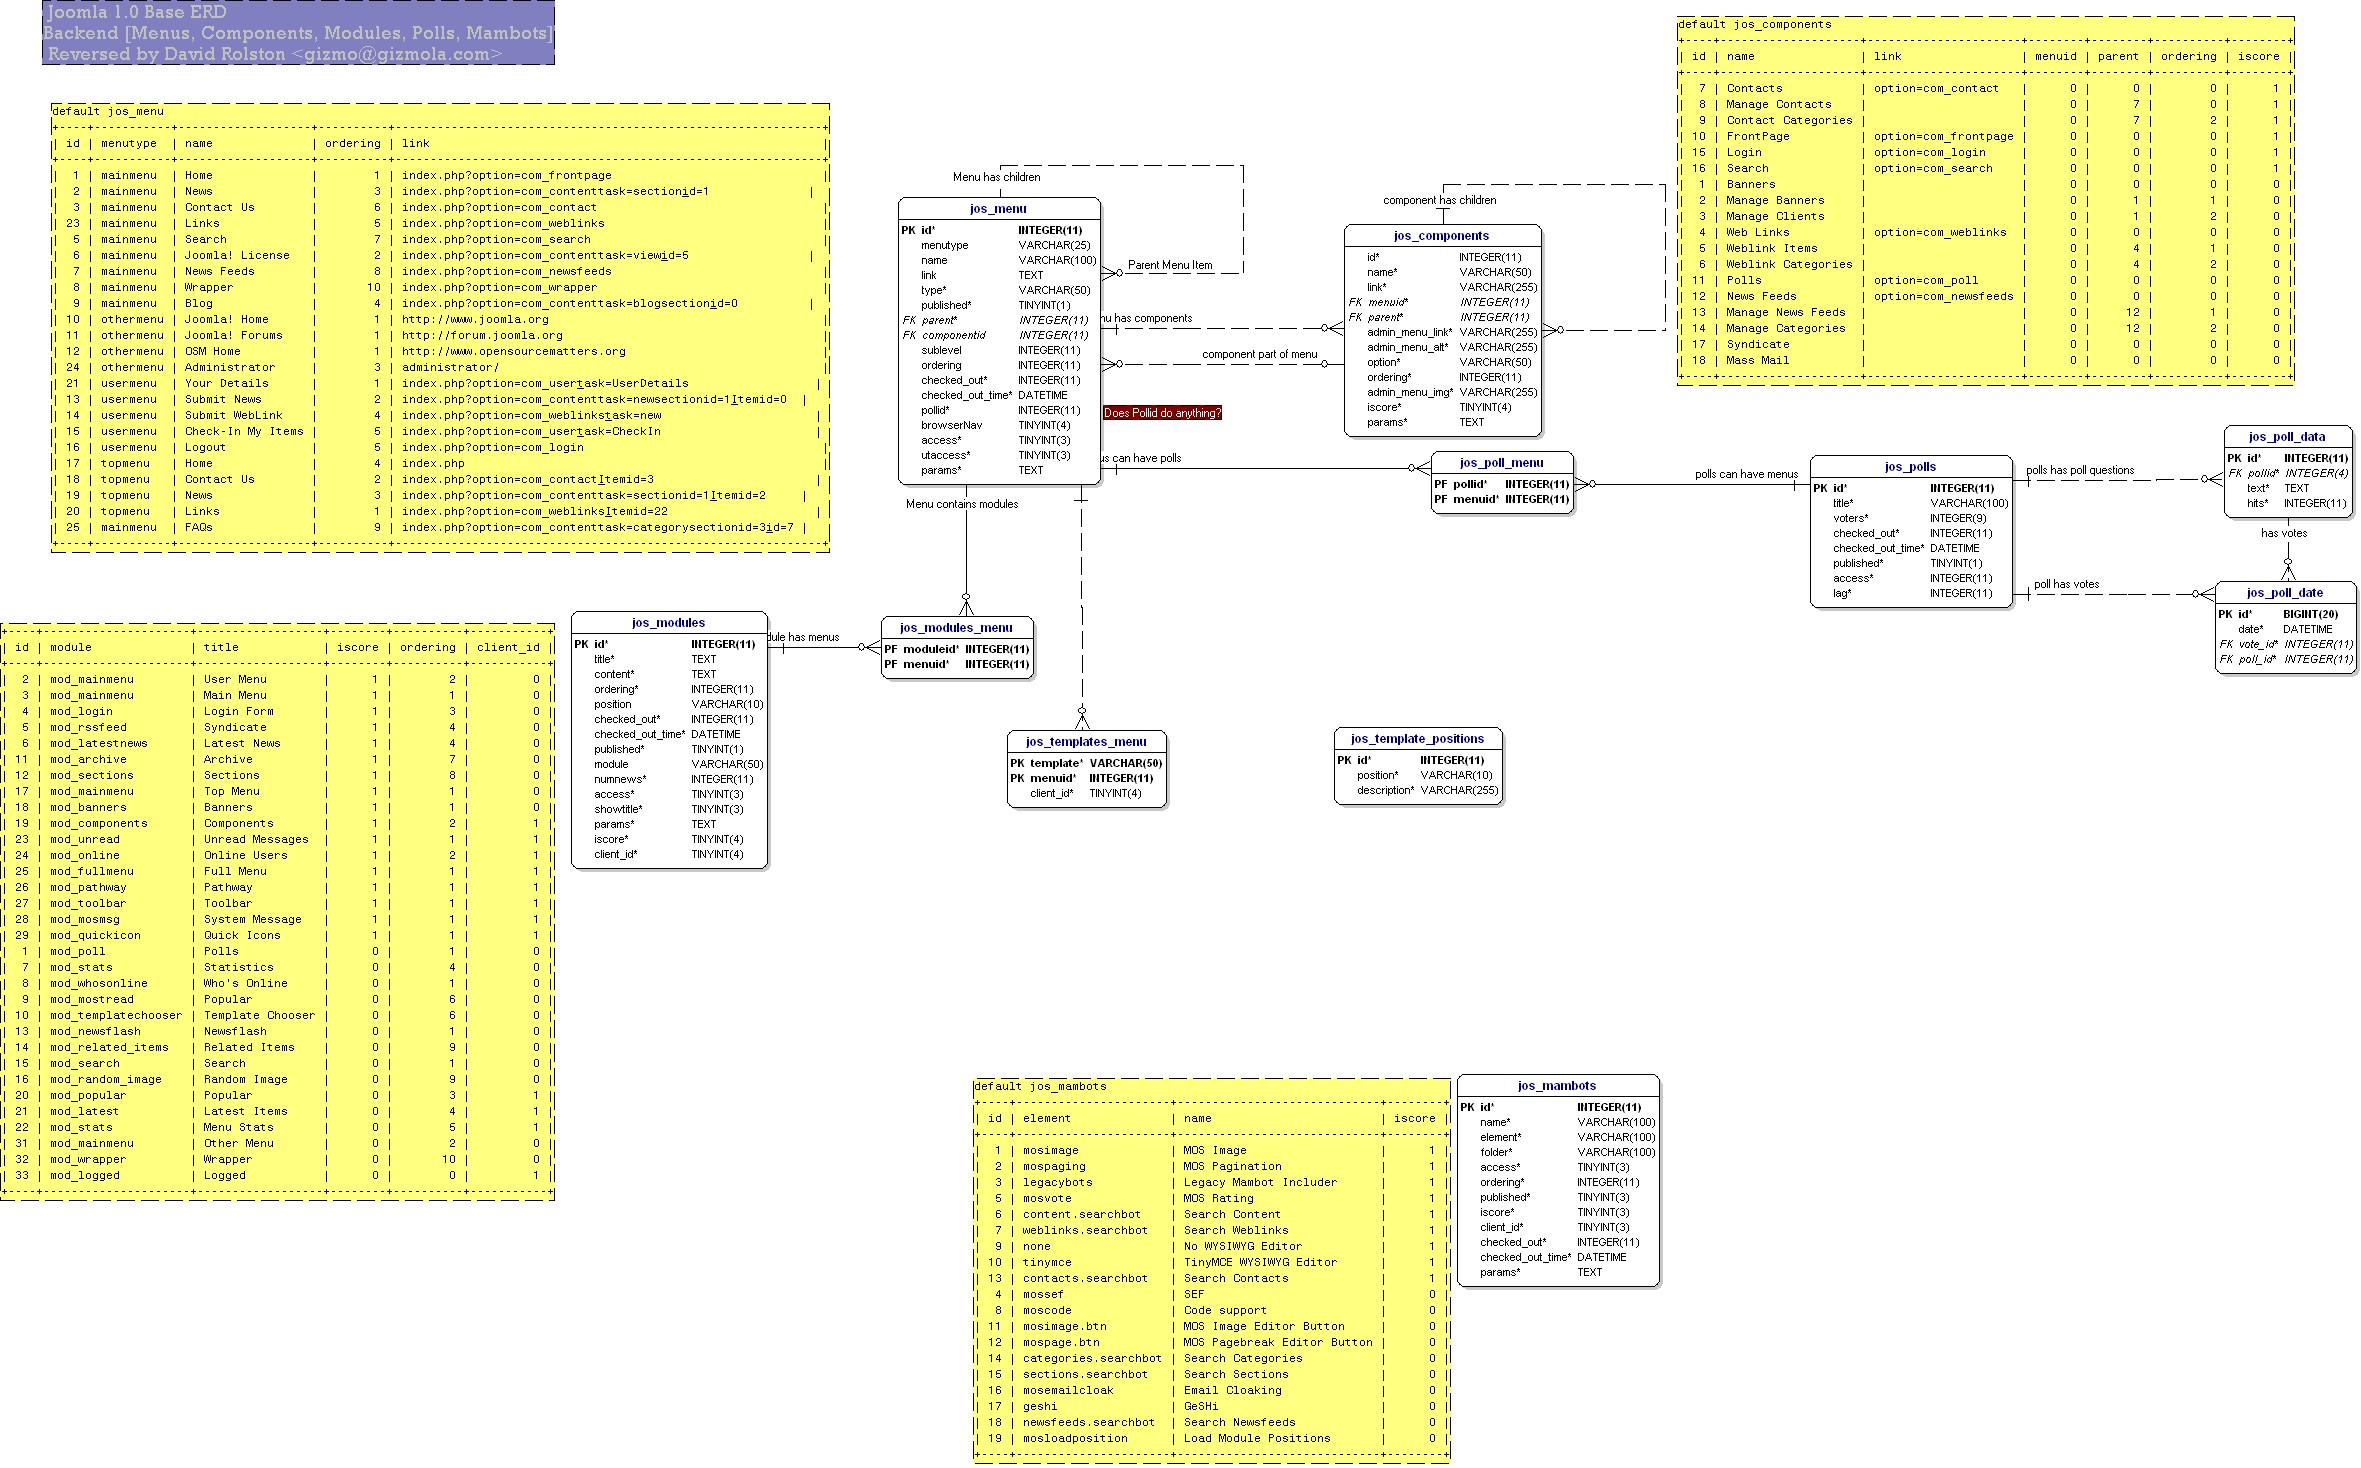 Joomla 1.0 Base ERD
Backend [Menus, Components, Modules, Polls, Mambots]
Reversed by David Rolston <gizmo@gizmola.com>
default jos_menu
| id | menutype | name | ordering | link
| 1 | mainmenu | Home | 1 | index.php?option=com_frontpage
| 2 | mainmenu | News | 3 | index.php?option=com_contenttask=sectionid=1 |
| 3 | mainmenu | Contact Us | 6 | index.php?option=com_contact
| 23 | mainmenu | Links | 5 | index.php?option=com_weblinks
| 5 | mainmenu | Search | 7 | index.php?option=com_search
| 6 | mainmenu | Joomla! License | 2 | index.php?option=com_contenttask=viewid=5 |
| 7 | mainmenu | News Feeds | 8 | index.php?option=com_newsfeeds
| 8 | mainmenu | Wrapper | 10 | index.php?option=com_wrapper
| 9 | mainmenu | Blog | 4 | index.php?option=com_contenttask=blogsectionid=0 |
| 10 | othermenu | Joomla! Home | 1 | http://www.joomla.org
| 11 | othermenu | Joomla! Forums | 1 | http://forum.joomla.org
| 12 | othermenu | OSM Home | 1 | http://www.opensourcematters.org
| 24 | othermenu | Administrator | 3 | administrator/
| 21 | usermenu | Your Details | 1 | index.php?option=com_usertask=UserDetails |
| 13 | usermenu | Submit News | 2 | index.php?option=com_contenttask=newsectionid=1Itemid=0 |
| 14 | usermenu | Submit WebLink | 4 | index.php?option=com_weblinkstask=new |
| 15 | usermenu | Check-In My Items | 5 | index.php?option=com_usertask=CheckIn |
| 16 | usermenu | Logout | 5 | index.php?option=com_login
| 17 | topmenu | Home | 4 | index.php
| 18 | topmenu | Contact Us | 2 | index.php?option=com_contactItemid=3 |
| 19 | topmenu | News | 3 | index.php?option=com_contenttask=sectionid=1Itemid=2 |
| 20 | topmenu | Links | 1 | index.php?option=com_weblinksItemid=22 |
| 25 | mainmenu | FAQs | 9 | index.php?option=com_contenttask=categorysectionid=3id=7 |
Menu has children
Parent Menu Item
jos_menu
PK id* INTEGER(11)
menutype VARCHAR(25)
name VARCHAR(100)
link TEXT
type* VARCHAR(50)
published* TINYINT(1)
FK parent* INTEGER(11)
FK componentid INTEGER(11)
sublevel INTEGER(11)
ordering INTEGER(11)
checked_out* INTEGER(11)
checked_out_time* DATETIME
pollid* INTEGER(11)
browserNav TINYINT(4)
access* TINYINT(3)
utaccess* TINYINT(3)
params* TEXT
nu has components
component part of menu
Does Pollid do anything?
us can have polls
Menu contains modules
component has children
jos_components
id* INTEGER(11)
name* VARCHAR(50)
link* VARCHAR(255)
FK menuid* INTEGER(11)
FK parent* INTEGER(11)
admin_menu_link* VARCHAR(255)
admin_menu_alt* VARCHAR(255)
option* VARCHAR(50)
ordering* INTEGER(11)
admin_menu_img* VARCHAR(255)
iscore* TINYINT(4)
params* TEXT
default jos_components
| id | name | link | menuid | parent | ordering | iscore |
| 7 | Contacts | option=com_contact | 0 | 0 | 0 | 1 |
| 8 | Manage Contacts | | 0 | 7 | 0 | 1 |
| 9 | Contact Categories | | 0 | 7 | 2 | 1 |
| 10 | FrontPage | option=com_frontpage | 0 | 0 | 0 | 1 |
| 15 | Login | option=com_login | 0 | 0 | 0 | 1 |
| 16 | Search | option=com_search | 0 | 0 | 0 | 1 |
| 1 | Banners | | 0 | 0 | 0 | 0 |
| 2 | Manage Banners | | 0 | 1 | 1 | 0 |
| 3 | Manage Clients | | 0 | 1 | 2 | 0 |
| 4 | Web Links | option=com_weblinks | 0 | 0 | 0 | 0 |
| 5 | Weblink Items | | 0 | 4 | 1 | 0 |
| 6 | Weblink Categories | | 0 | 4 | 2 | 0 |
| 11 | Polls | option=com_poll | 0 | 0 | 0 | 0 |
| 12 | News Feeds | option=com_newsfeeds | 0 | 0 | 0 | 0 |
| 13 | Manage News Feeds | | 0 | 12 | 1 | 0 |
| 14 | Manage Categories | | 0 | 12 | 2 | 0 |
| 17 | Syndicate | | 0 | 0 | 0 | 0 |
| 18 | Mass Mail | | 0 | 0 | 0 | 0 |
jos_poll_menu
PF pollid* INTEGER(11)
PF menuid* INTEGER(11)
polls can have menus
jos_polls
PK id* INTEGER(11)
title* VARCHAR(100)
voters* INTEGER(9)
checked_out* INTEGER(11)
checked_out_time* DATETIME
published* TINYINT(1)
access* INTEGER(11)
lag* INTEGER(11)
polls has poll questions
poll has votes
jos_poll_data
PK id* INTEGER(11)
FK pollid* INTEGER(4)
text* TEXT
hits* INTEGER(11)
has votes
jos_poll_date
PK id* BIGINT(20)
date* DATETIME
FK vote_id* INTEGER(11)
FK poll_id* INTEGER(11)
| id | module | title | iscore | ordering | client_id |
| 2 | mod_mainmenu | User Menu | 1 | 2 | 0 |
| 3 | mod_mainmenu | Main Menu | 1 | 1 | 0 |
| 4 | mod_login | Login Form | 1 | 3 | 0 |
| 5 | mod_rssfeed | Syndicate | 1 | 4 | 0 |
| 6 | mod_latestnews | Latest News | 1 | 4 | 0 |
| 11 | mod_archive | Archive | 1 | 7 | 0 |
| 12 | mod_sections | Sections | 1 | 8 | 0 |
| 17 | mod_mainmenu | Top Menu | 1 | 1 | 0 |
| 18 | mod_banners | Banners | 1 | 1 | 0 |
| 19 | mod_components | Components | 1 | 2 | 1 |
| 23 | mod_unread | Unread Messages | 1 | 1 | 1 |
| 24 | mod_online | Online Users | 1 | 2 | 1 |
| 25 | mod_fullmenu | Full Menu | 1 | 1 | 1 |
| 26 | mod_pathway | Pathway | 1 | 1 | 1 |
| 27 | mod_toolbar | Toolbar | 1 | 1 | 1 |
| 28 | mod_mosmsg | System Message | 1 | 1 | 1 |
| 29 | mod_quickicon | Quick Icons | 1 | 1 | 1 |
| 1 | mod_poll | Polls | 0 | 1 | 0 |
| 7 | mod_stats | Statistics | 0 | 4 | 0 |
| 8 | mod_whosonline | Who's Online | 0 | 1 | 0 |
| 9 | mod_mostread | Popular | 0 | 6 | 0 |
| 10 | mod_templatechooser | Template Chooser | 0 | 6 | 0 |
| 13 | mod_newsflash | Newsflash | 0 | 1 | 0 |
| 14 | mod_related_items | Related Items | 0 | 9 | 0 |
| 15 | mod_search | Search | 0 | 1 | 0 |
| 16 | mod_random_image | Random Image | 0 | 9 | 0 |
| 20 | mod_popular | Popular | 0 | 3 | 1 |
| 21 | mod_latest | Latest Items | 0 | 4 | 1 |
| 22 | mod_stats | Menu Stats | 0 | 5 | 1 |
| 31 | mod_mainmenu | Other Menu | 0 | 2 | 0 |
| 32 | mod_wrapper | Wrapper | 0 | 10 | 0 |
| 33 | mod_logged | Logged | 0 | 0 | 1 |
jos_modules
PK id* INTEGER(11)
title* TEXT
content* TEXT
ordering* INTEGER(11)
position VARCHAR(10)
checked_out* INTEGER(11)
checked_out_time* DATETIME
published* TINYINT(1)
module VARCHAR(50)
numnews* INTEGER(11)
access* TINYINT(3)
showtitle* TINYINT(3)
params* TEXT
iscore* TINYINT(4)
client_id* TINYINT(4)
dule has menus
jos_modules_menu
PF moduleid* INTEGER(11)
PF menuid* INTEGER(11)
jos_templates_menu
PK template* VARCHAR(50)
PK menuid* INTEGER(11)
client_id* TINYINT(4)
jos_template_positions
PK id* INTEGER(11)
position* VARCHAR(10)
description* VARCHAR(255)
default jos_mambots
| id | element | name | iscore |
| 1 | mosimage | MOS Image | 1 |
| 2 | mospaging | MOS Pagination | 1 |
| 3 | legacybots | Legacy Mambot Includer | 1 |
| 5 | mosvote | MOS Rating | 1 |
| 6 | content.searchbot | Search Content | 1 |
| 7 | weblinks.searchbot | Search Weblinks | 1 |
| 9 | none | No WYSIWYG Editor | 1 |
| 10 | tinymce | TinyMCE WYSIWYG Editor | 1 |
| 13 | contacts.searchbot | Search Contacts | 1 |
| 4 | mossef | SEF | 0 |
| 8 | moscode | Code support | 0 |
| 11 | mosimage.btn | MOS Image Editor Button | 0 |
| 12 | mospage.btn | MOS Pagebreak Editor Button | 0 |
| 14 | categories.searchbot | Search Categories | 0 |
| 15 | sections.searchbot | Search Sections | 0 |
| 16 | mosemailcloak | Email Cloaking | 0 |
| 17 | geshi | GeSHi | 0 |
| 18 | newsfeeds.searchbot | Search Newsfeeds | 0 |
| 19 | mosloadposition | Load Module Positions | 0 |
jos_mambots
PK id* INTEGER(11)
name* VARCHAR(100)
element* VARCHAR(100)
folder* VARCHAR(100)
access* TINYINT(3)
ordering* INTEGER(11)
published* TINYINT(3)
iscore* TINYINT(3)
client_id* TINYINT(3)
checked_out* INTEGER(11)
checked_out_time* DATETIME
params* TEXT